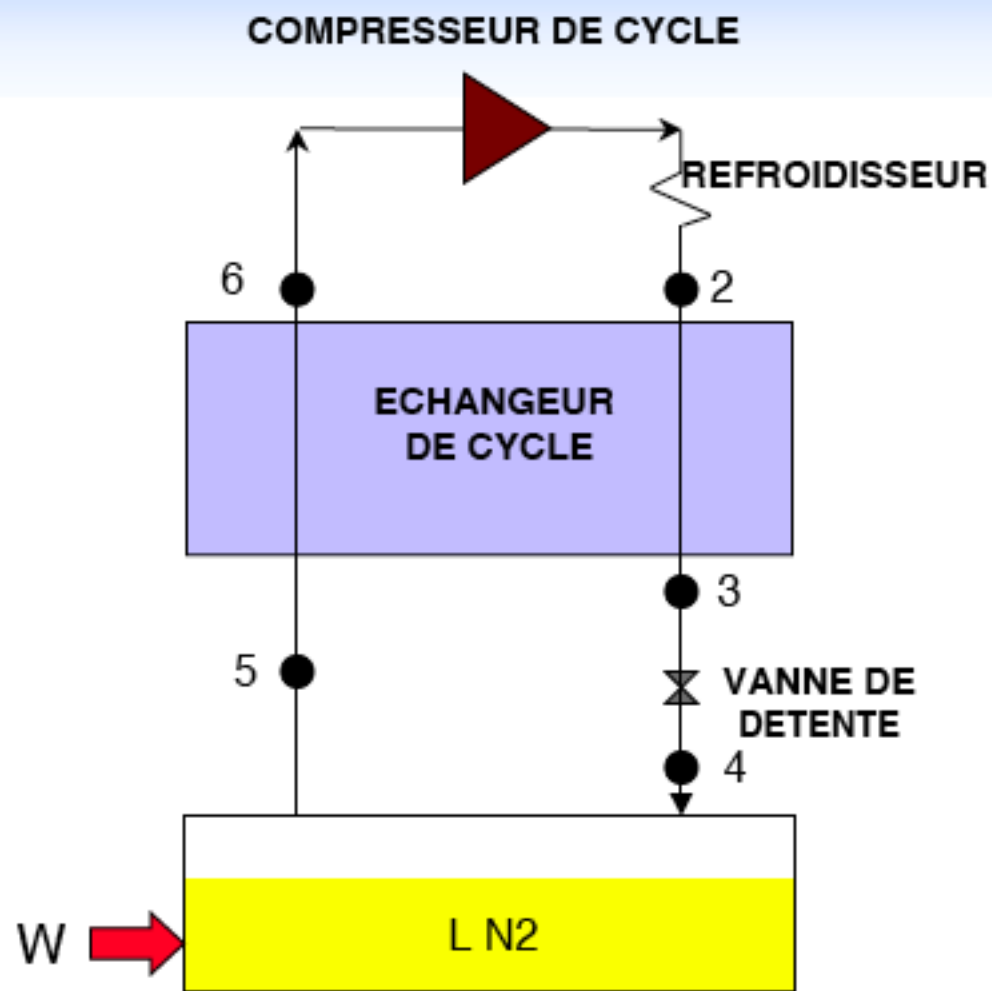 COMPRESSEUR DE CYCLE
REFROIDISSEUR
6
2
ECHANGEUR
DE CYCLE
3
5
VANNE DE
DETENTE
4
W
L N2